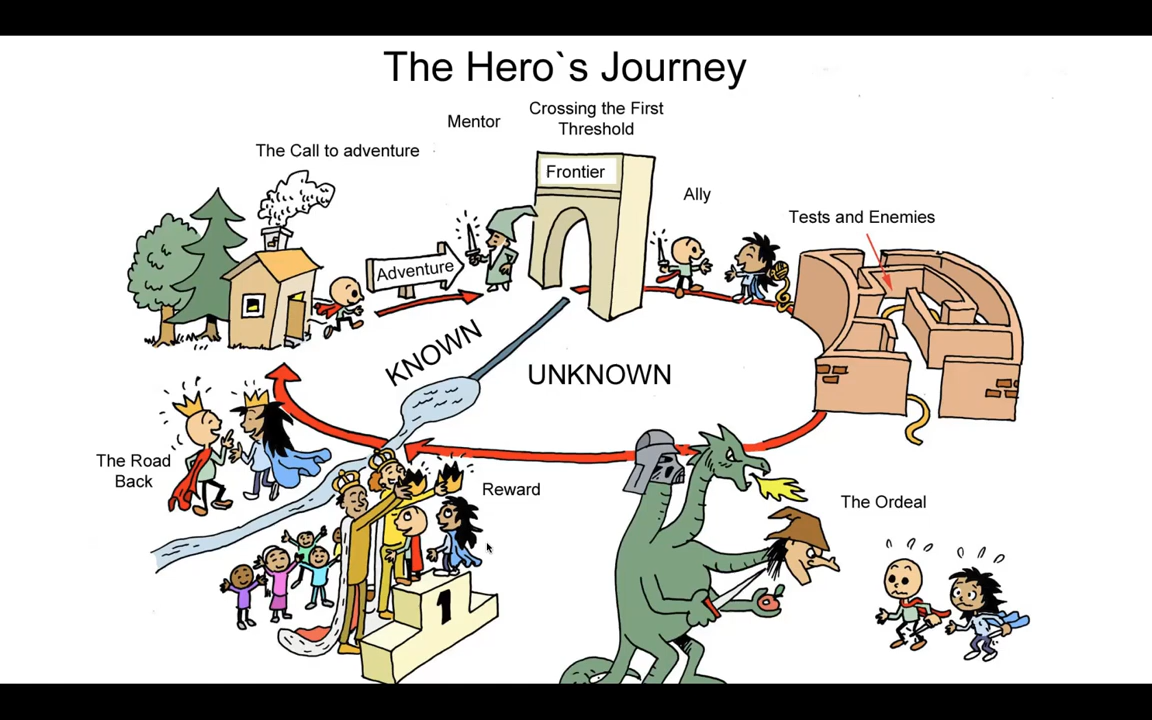 The Hero`s Journey
Crossing the First
Threshold
Mentor
The Call to adventure
Frontier
Ally
Tests and Enemies
Adventure
KNOWN
UNKNOWN
The Road
Back
Reward
The Ordeal
1